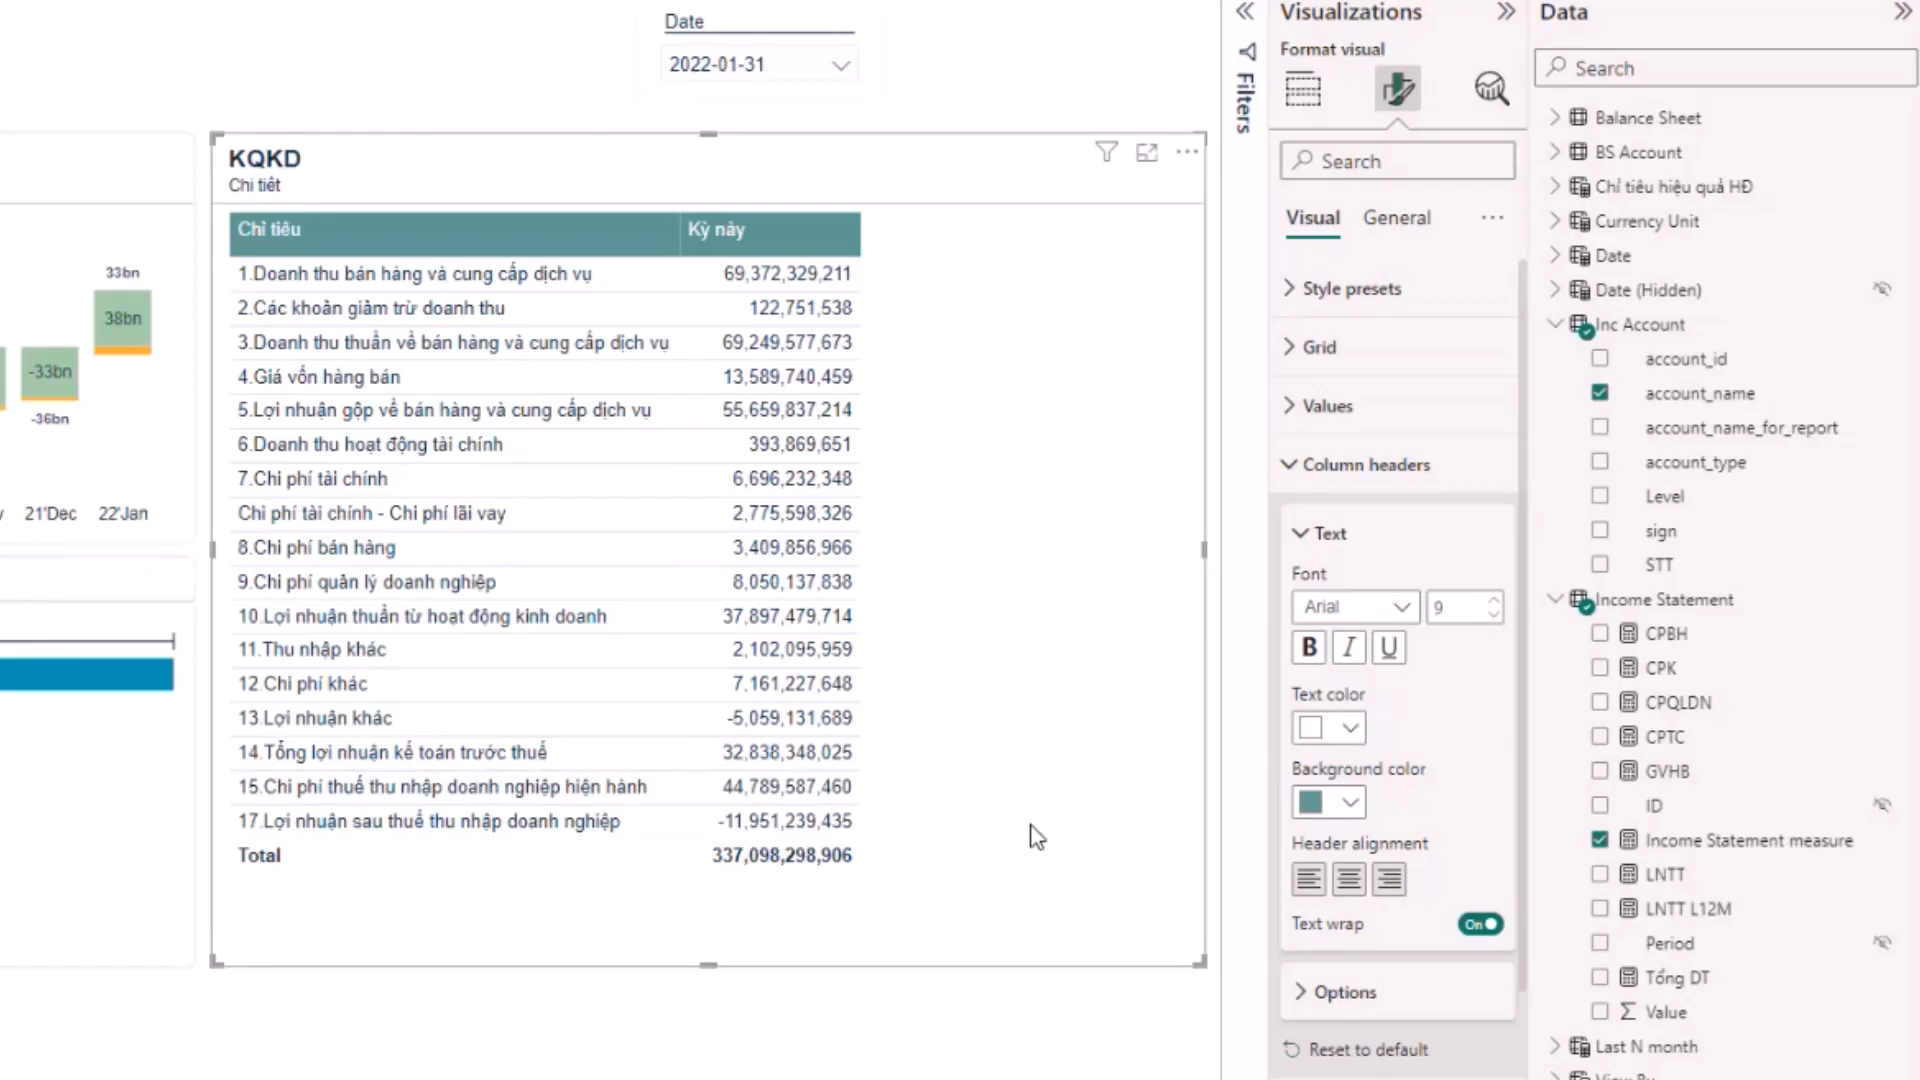 Date
2022-01-31
KQKD
Chi tiết
Chỉ tiêu Kỳ này
1.Doanh thu bán hàng và cung cấp dịch vụ 69,372,329,211
2.Các khoản giảm trừ doanh thu 122,751,538
3.Doanh thu thuần về bán hàng và cung cấp dịch vụ 69,249,577,673
4.Giá vốn hàng bán 13,589,740,459
5.Lợi nhuận gộp về bán hàng và cung cấp dịch vụ 55,659,837,214
6.Doanh thu hoạt động tài chính 393,869,651
7.Chi phí tài chính 6,696,232,348
Chi phí tài chính - Chi phí lãi vay 2,775,598,326
8.Chi phí bán hàng 3,409,856,966
9.Chi phí quản lý doanh nghiệp 8,050,137,838
10.Lợi nhuận thuần từ hoạt động kinh doanh 37,897,479,714
11.Thu nhập khác 2,102,095,959
12.Chi phí khác 7,161,227,648
13.Lợi nhuận khác -5,059,131,689
14.Tổng lợi nhuận kế toán trước thuế 32,838,348,025
15.Chi phí thuế thu nhập doanh nghiệp hiện hành 44,789,587,460
17.Lợi nhuận sau thuế thu nhập doanh nghiệp -11,951,239,435
Total 337,098,298,906
33bn
38bn
-33bn
-36bn
21'Dec 22'Jan
Filters
Visualizations
Format visual
Search
Visual General
Style presets
Grid
Values
Column headers
Text
Font
Arial 9
B I U
Text color
Background color
Header alignment
Text wrap On
Options
Reset to default
Data
Search
Balance Sheet
BS Account
Chỉ tiêu hiệu quả HĐ
Currency Unit
Date
Date (Hidden)
Inc Account
account_id
account_name
account_name_for_report
account_type
Level
sign
STT
Income Statement
CPBH
CPK
CPQLDN
CPTC
GVHB
ID
Income Statement measure
LNTT
LNTT L12M
Period
Tổng DT
Value
Last N month